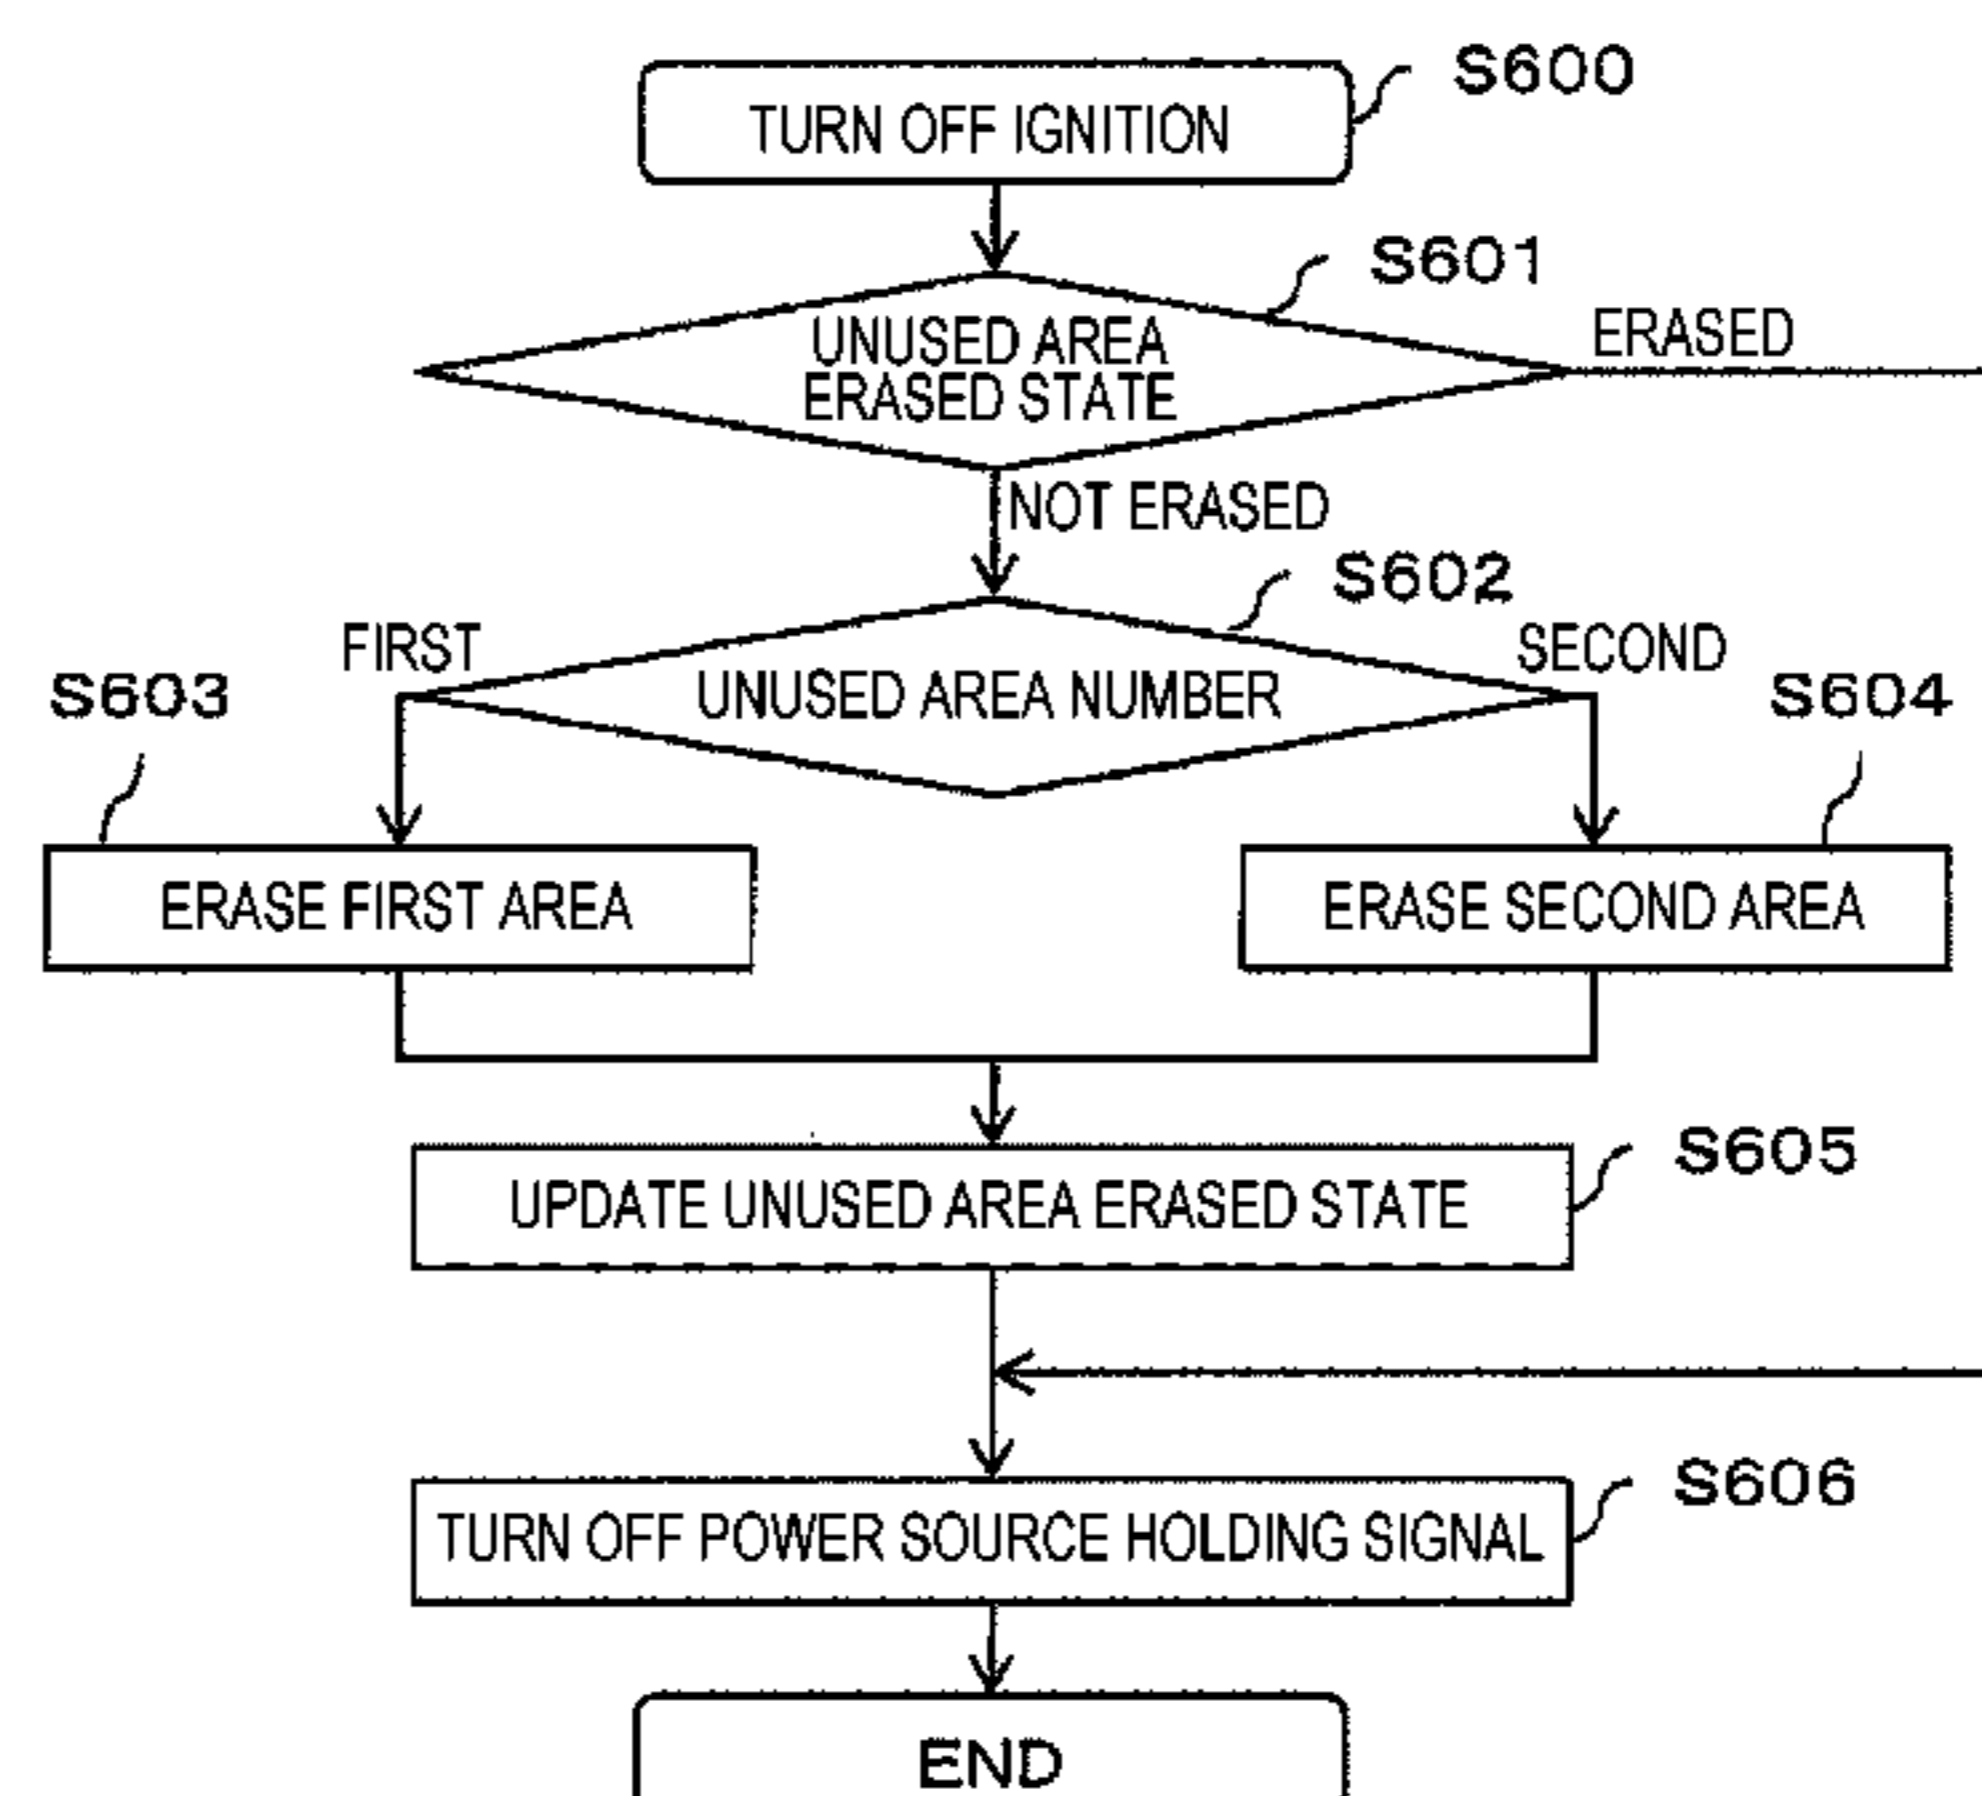 S600
TURN OFF IGNITION
S601
UNUSED AREA
ERASED STATE
ERASED
NOT ERASED
S602
FIRST
SECOND
UNUSED AREA NUMBER
S603
S604
ERASE FIRST AREA
ERASE SECOND AREA
S605
UPDATE UNUSED AREA ERASED STATE
S606
TURN OFF POWER SOURCE HOLDING SIGNAL
END